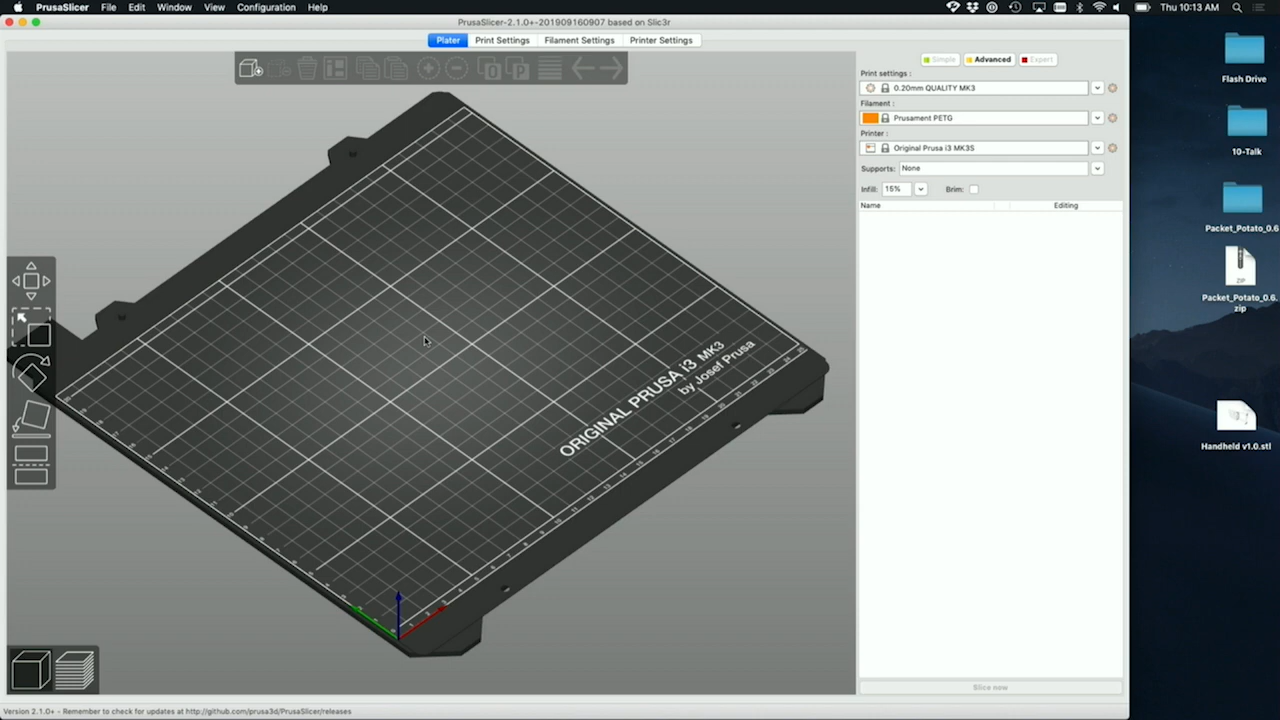 PrusaSlicer File Edit Window View Configuration Help
Thu 10:13 AM
PrusaSlicer-2.1.0+-201909160907 based on Slic3r
Plater Print Settings Filament Settings Printer Settings
Simple Advanced Expert
Print settings :
0.20mm QUALITY MK3
Filament :
Prusament PETG
Printer :
Original Prusa i3 MK3S
Supports: None
Infill: 15% Brim:
Name Editing
ORIGINAL PRUSA i3 MK3
by Josef Prusa
Slice now
Version 2.1.0+ - Remember to check for updates at http://github.com/prusa3d/PrusaSlicer/releases
Flash Drive
10-Talk
Packet_Potato_0.6
ZIP
Packet_Potato_0.6.
zip
Handheld v1.0.stl